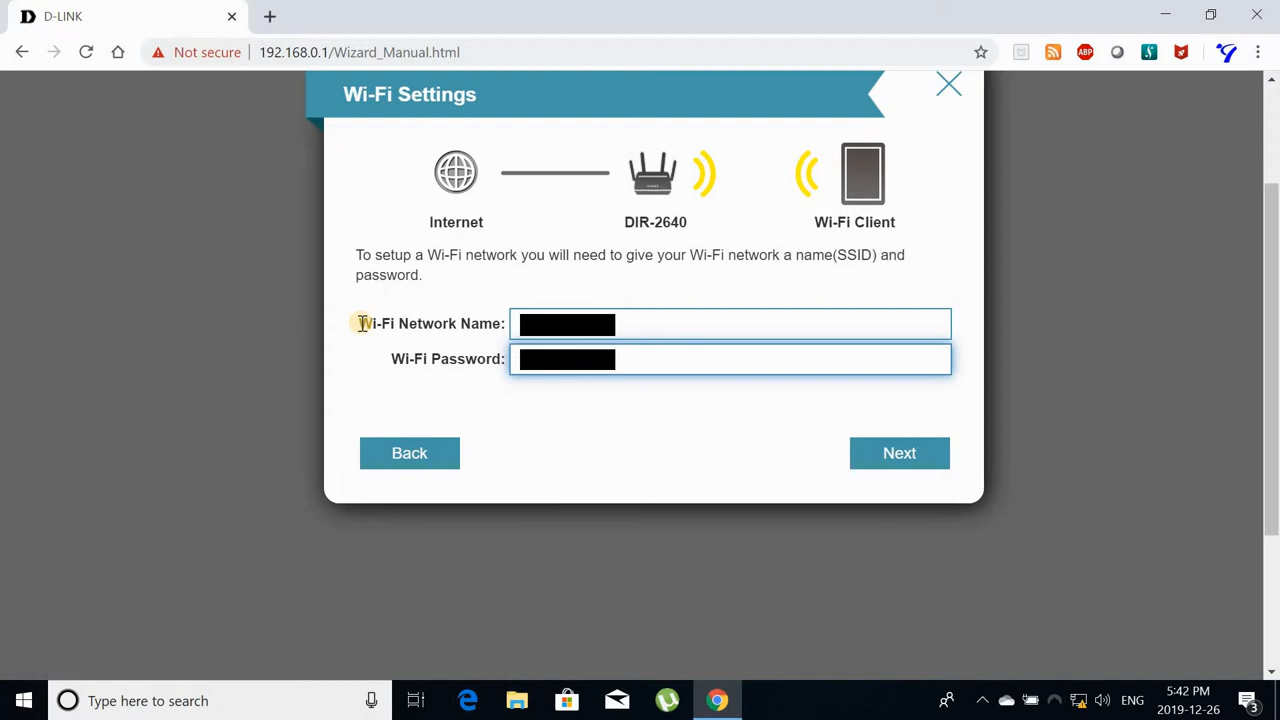 D-LINK
Not secure 192.168.0.1/Wizard_Manual.html
ABP
Wi-Fi Settings
Internet
DIR-2640
Wi-Fi Client
To setup a Wi-Fi network you will need to give your Wi-Fi network a name(SSID) and
password.
Wi-Fi Network Name:
Wi-Fi Password:
Back
Next
Type here to search
ENG
5:42 PM
2019-12-26
3